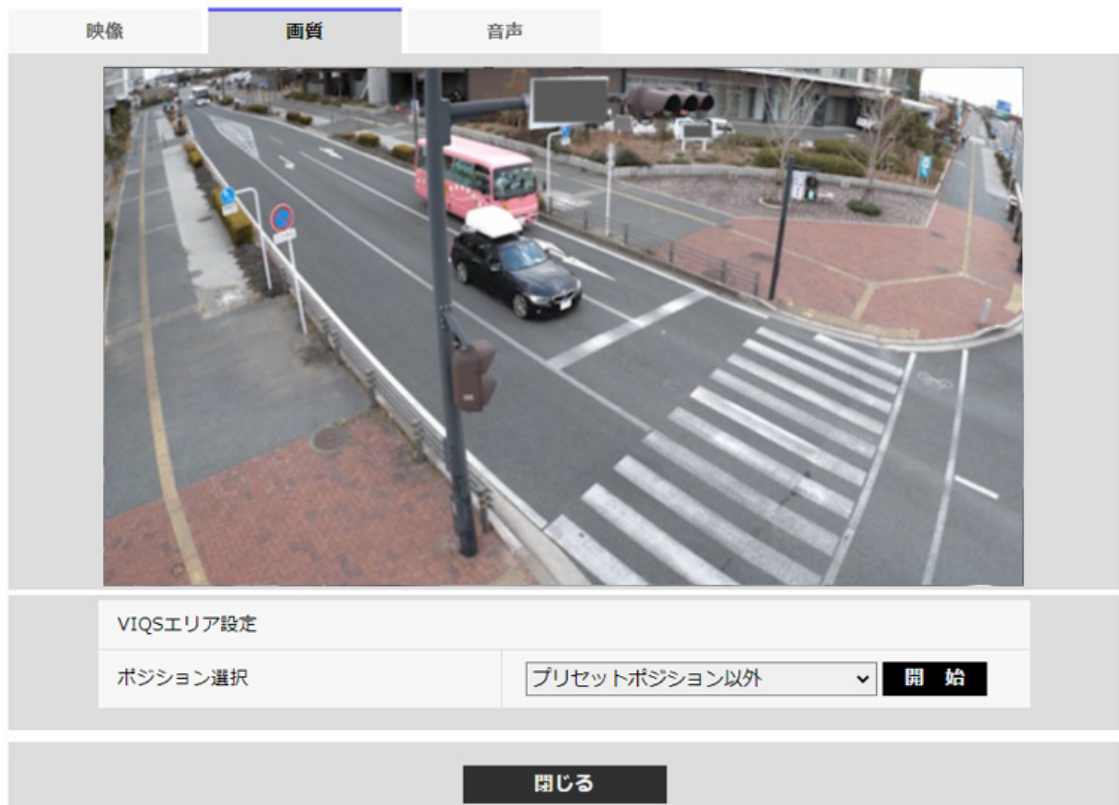 映像
画質
音声
VIQSエリア設定
ポジション選択
プリセットポジション以外
開 始
閉じる